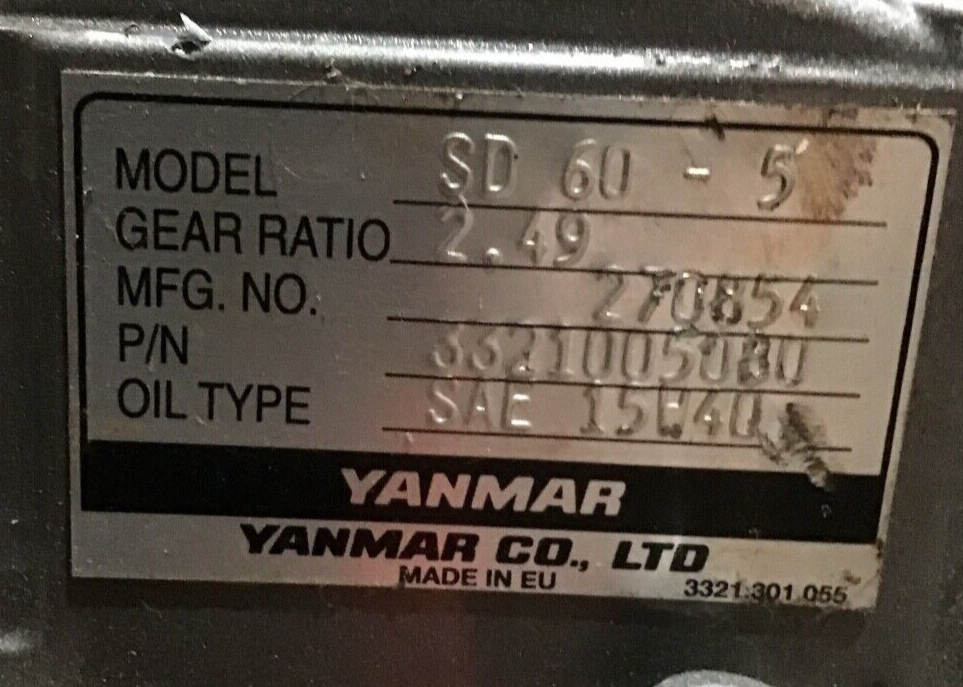 MODEL SD 60 - 5
GEAR RATIO 2.49
MFG. NO. 270854
P/N 3321005080
OIL TYPE SAE 15W40
YANMAR
YANMAR CO., LTD
MADE IN EU 3321.301.055